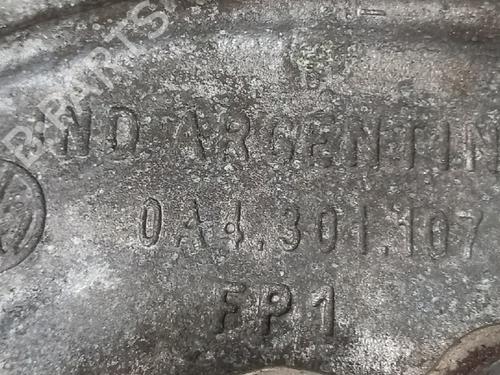 IND ARGENTIN
0A4.301.107
FP1
B-PARTS